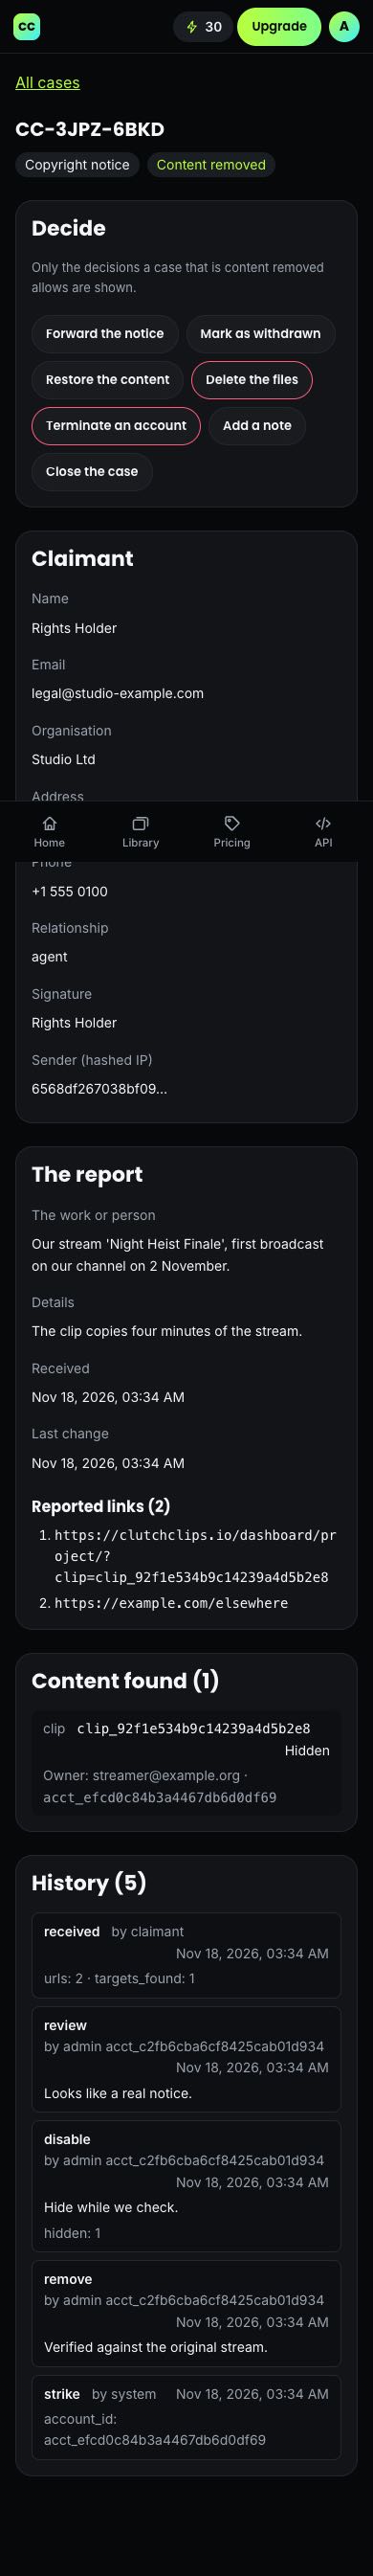 CC
30
Upgrade
A
All cases
CC-3JPZ-6BKD
Copyright notice
Content removed
Decide
Only the decisions a case that is content removed
allows are shown.
Forward the notice
Mark as withdrawn
Restore the content
Delete the files
Terminate an account
Add a note
Close the case
Claimant
Name
Rights Holder
Email
legal@studio-example.com
Organisation
Studio Ltd
Address
Home
Library
Pricing
API
Phone
+1 555 0100
Relationship
agent
Signature
Rights Holder
Sender (hashed IP)
6568df267038bf09...
The report
The work or person
Our stream 'Night Heist Finale', first broadcast
on our channel on 2 November.
Details
The clip copies four minutes of the stream.
Received
Nov 18, 2026, 03:34 AM
Last change
Nov 18, 2026, 03:34 AM
Reported links (2)
1. https://clutchclips.io/dashboard/pr
oject/?
clip=clip_92f1e534b9c14239a4d5b2e8
2. https://example.com/elsewhere
Content found (1)
clip clip_92f1e534b9c14239a4d5b2e8
Hidden
Owner: streamer@example.org ·
acct_efcd0c84b3a4467db6d0df69
History (5)
received by claimant
Nov 18, 2026, 03:34 AM
urls: 2 · targets_found: 1
review
by admin acct_c2fb6cba6cf8425cab01d934
Nov 18, 2026, 03:34 AM
Looks like a real notice.
disable
by admin acct_c2fb6cba6cf8425cab01d934
Nov 18, 2026, 03:34 AM
Hide while we check.
hidden: 1
remove
by admin acct_c2fb6cba6cf8425cab01d934
Nov 18, 2026, 03:34 AM
Verified against the original stream.
strike by system Nov 18, 2026, 03:34 AM
account_id:
acct_efcd0c84b3a4467db6d0df69